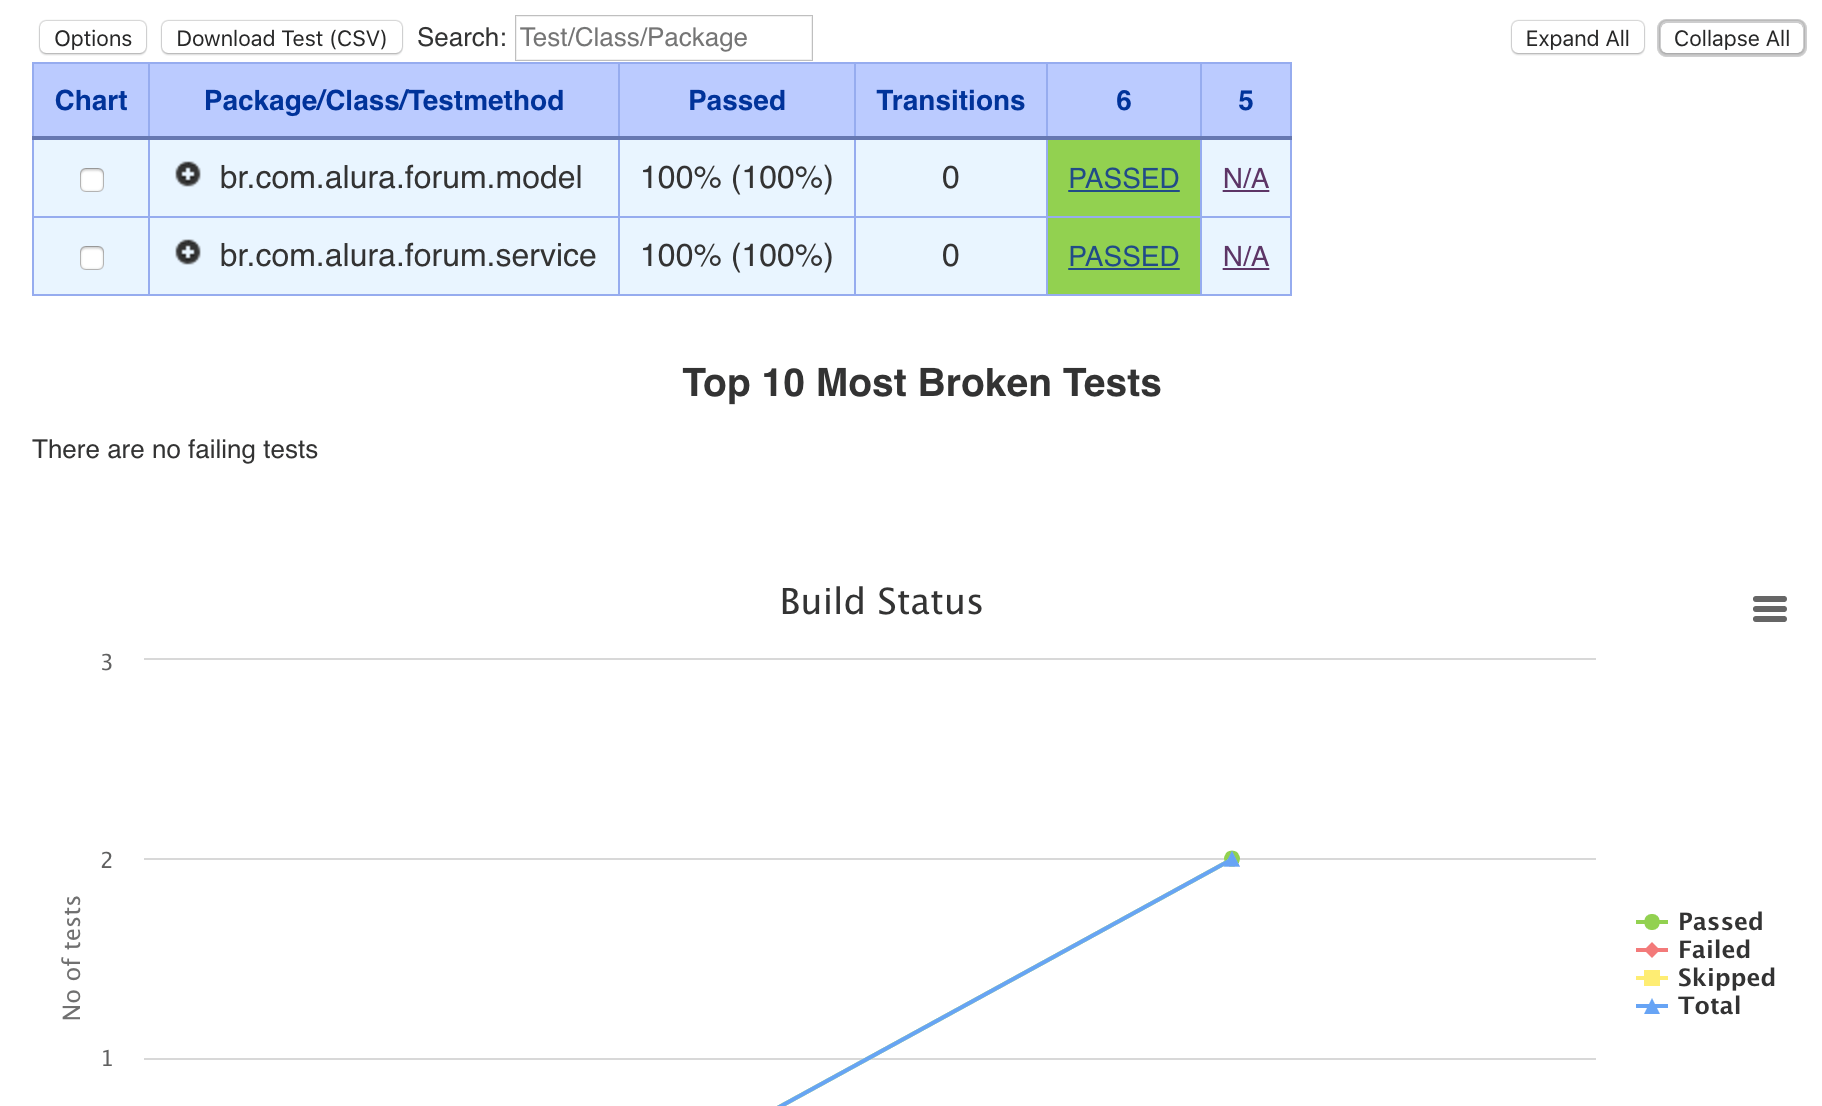 Options Download Test (CSV) Search: Test/Class/Package Expand All Collapse All
Chart Package/Class/Testmethod Passed Transitions 6 5
br.com.alura.forum.model 100% (100%) 0 PASSED N/A
br.com.alura.forum.service 100% (100%) 0 PASSED N/A
Top 10 Most Broken Tests
There are no failing tests
Build Status
3
2
1
No of tests
Passed
Failed
Skipped
Total